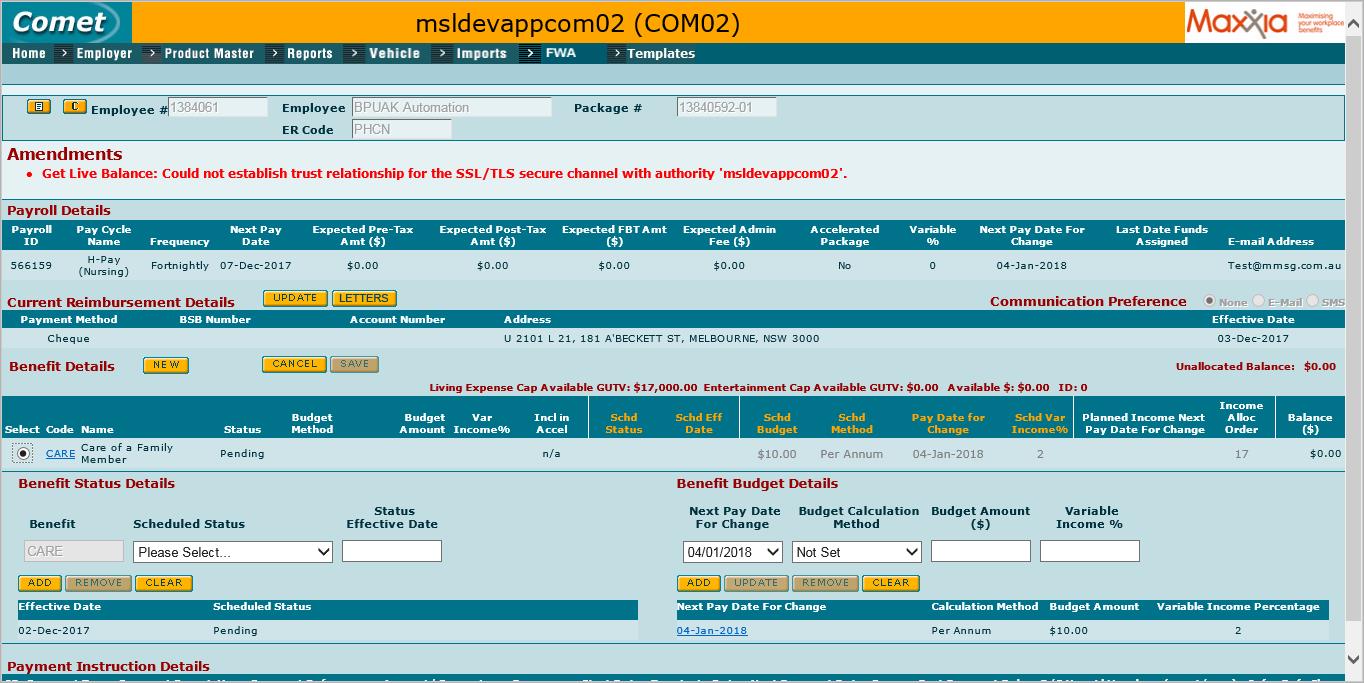 Comet msldevappcom02 (COM02) Maxxia Maximising your workplace benefits
Home > Employer > Product Master > Reports > Vehicle > Imports > FWA > Templates
C Employee # 1384061 Employee BPUAK Automation Package # 13840592-01
ER Code PHCN
Amendments
• Get Live Balance: Could not establish trust relationship for the SSL/TLS secure channel with authority 'msldevappcom02'.
Payroll Details
Payroll ID Pay Cycle Name Frequency Next Pay Date Expected Pre-Tax Amt ($) Expected Post-Tax Amt ($) Expected FBT Amt ($) Expected Admin Fee ($) Accelerated Package Variable % Next Pay Date For Change Last Date Funds Assigned E-mail Address
566159 H-Pay (Nursing) Fortnightly 07-Dec-2017 $0.00 $0.00 $0.00 $0.00 No 0 04-Jan-2018 Test@mmsg.com.au
Current Reimbursement Details UPDATE LETTERS Communication Preference None E-Mail SMS
Payment Method BSB Number Account Number Address Effective Date
Cheque U 2101 L 21, 181 A'BECKETT ST, MELBOURNE, NSW 3000 03-Dec-2017
Benefit Details NEW CANCEL SAVE Unallocated Balance: $0.00
Living Expense Cap Available GUTV: $17,000.00 Entertainment Cap Available GUTV: $0.00 Available $: $0.00 ID: 0
Select Code Name Status Budget Method Budget Amount Var Income% Incl in Accel Schd Status Schd Eff Date Schd Budget Schd Method Pay Date for Change Schd Var Income% Planned Income Next Pay Date For Change Income Alloc Order Balance ($)
CARE Care of a Family Member Pending n/a $10.00 Per Annum 04-Jan-2018 2 17 $0.00
Benefit Status Details Benefit Budget Details
Benefit Scheduled Status Status Effective Date Next Pay Date For Change Budget Calculation Method Budget Amount ($) Variable Income %
CARE Please Select... 04/01/2018 Not Set
ADD REMOVE CLEAR ADD UPDATE REMOVE CLEAR
Effective Date Scheduled Status Next Pay Date For Change Calculation Method Budget Amount Variable Income Percentage
02-Dec-2017 Pending 04-Jan-2018 Per Annum $10.00 2
Payment Instruction Details